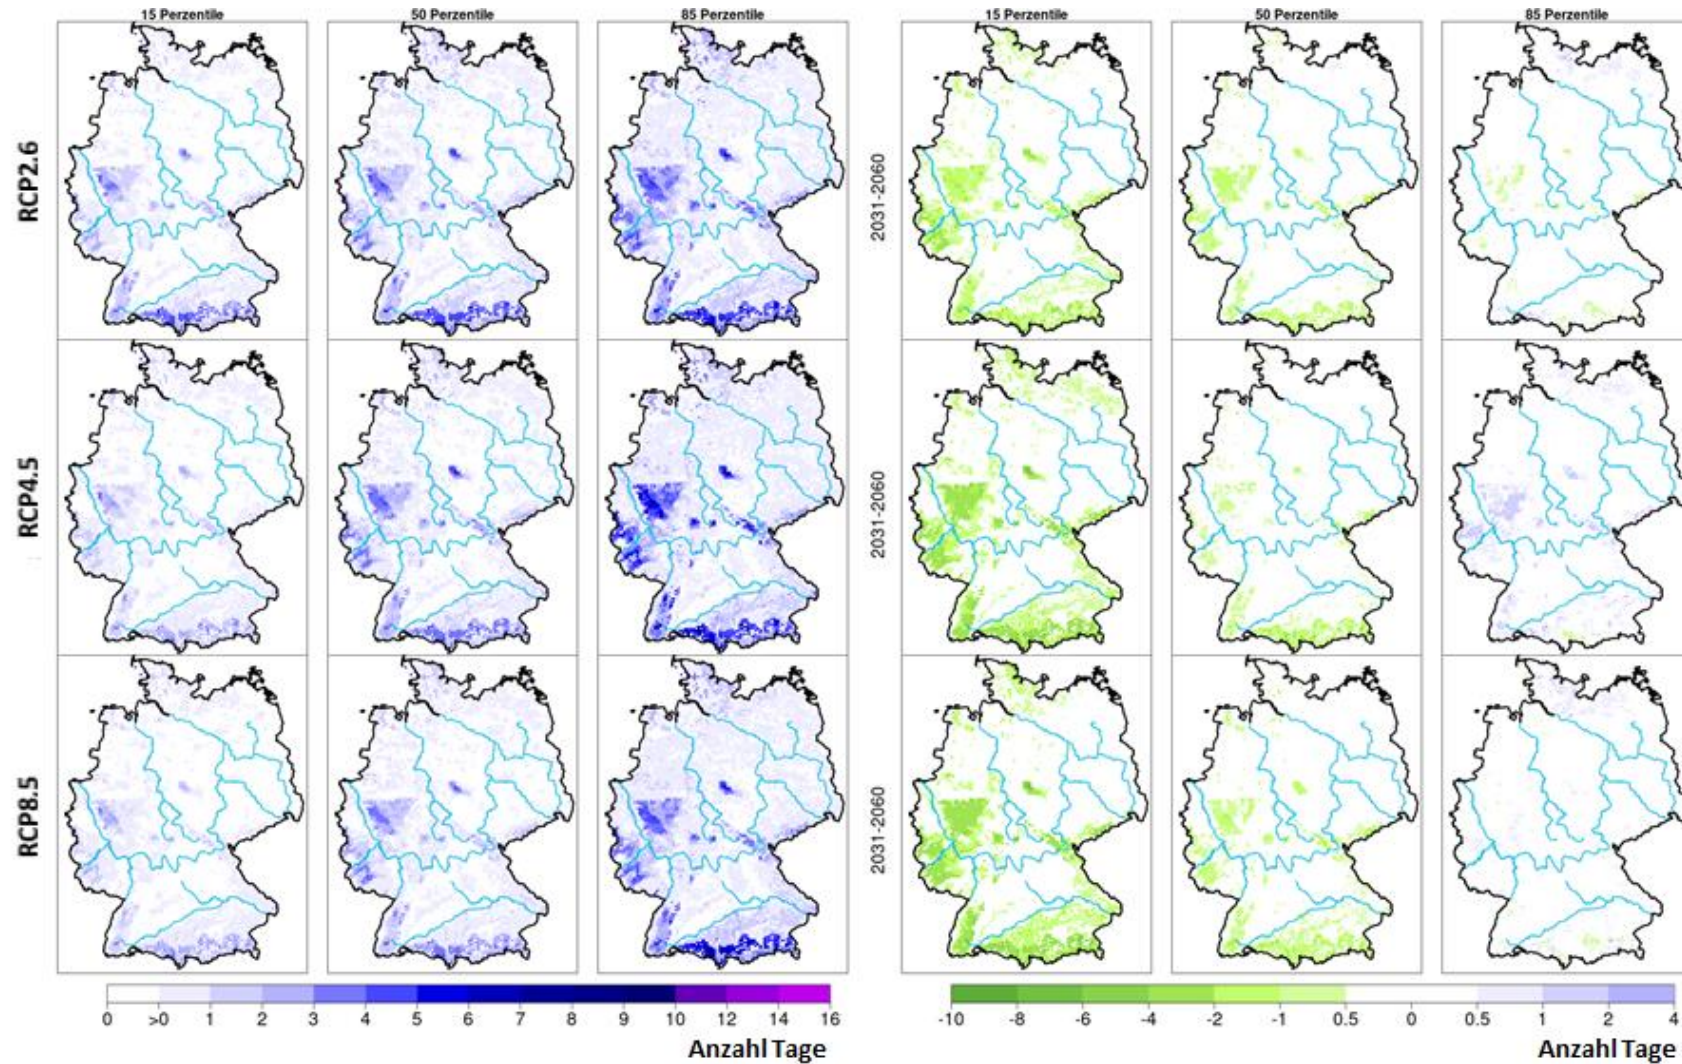 15 Perzentile 50 Perzentile 85 Perzentile 15 Perzentile 50 Perzentile 85 Perzentile
RCP2.6
2031-2060
RCP4.5
2031-2060
RCP8.5
2031-2060
0 >0 1 2 3 4 5 6 7 8 9 10 12 14 16
-10 -8 -6 -4 -2 -1 0.5 0 0.5 1 2 4
Anzahl Tage Anzahl Tage